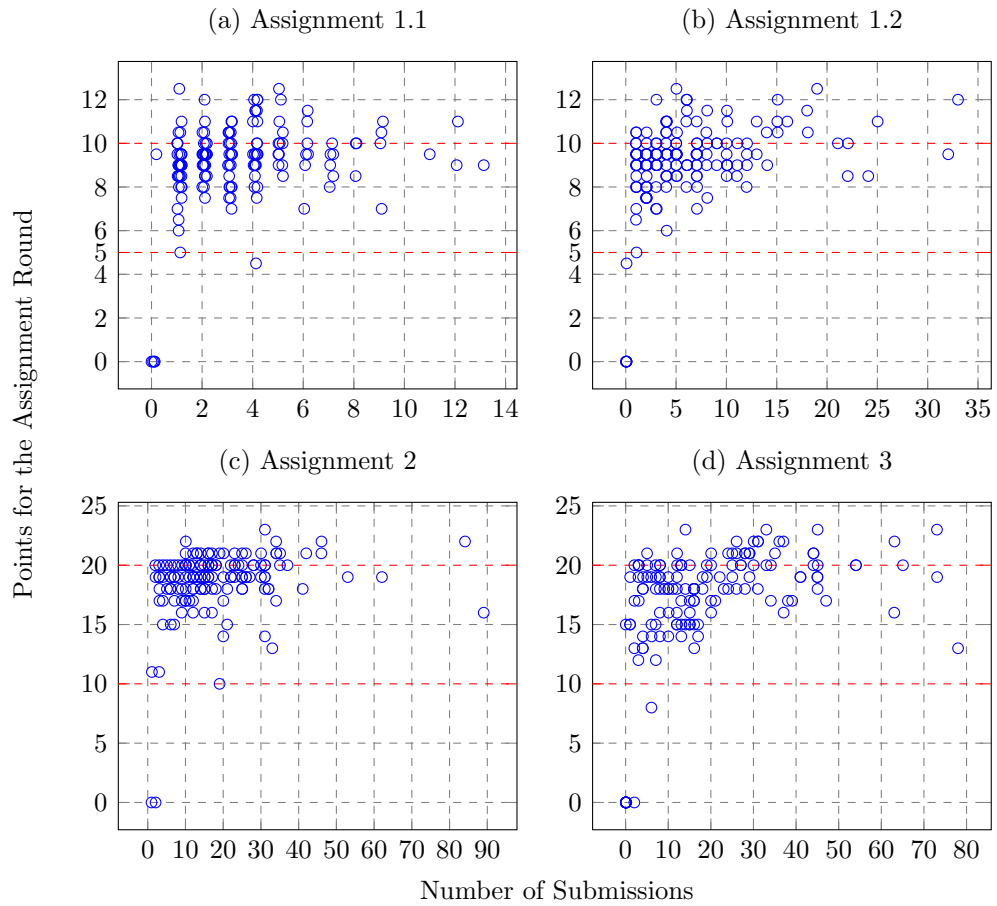 (a) Assignment 1.1
(b) Assignment 1.2
12
10
8
6
5
4
2
0
0 2 4 6 8 10 12 14
12
10
8
6
5
4
2
0
0 5 10 15 20 25 30 35
Points for the Assignment Round
(c) Assignment 2
(d) Assignment 3
25
20
15
10
5
0
0 10 20 30 40 50 60 70 80 90
25
20
15
10
5
0
0 10 20 30 40 50 60 70 80
Number of Submissions